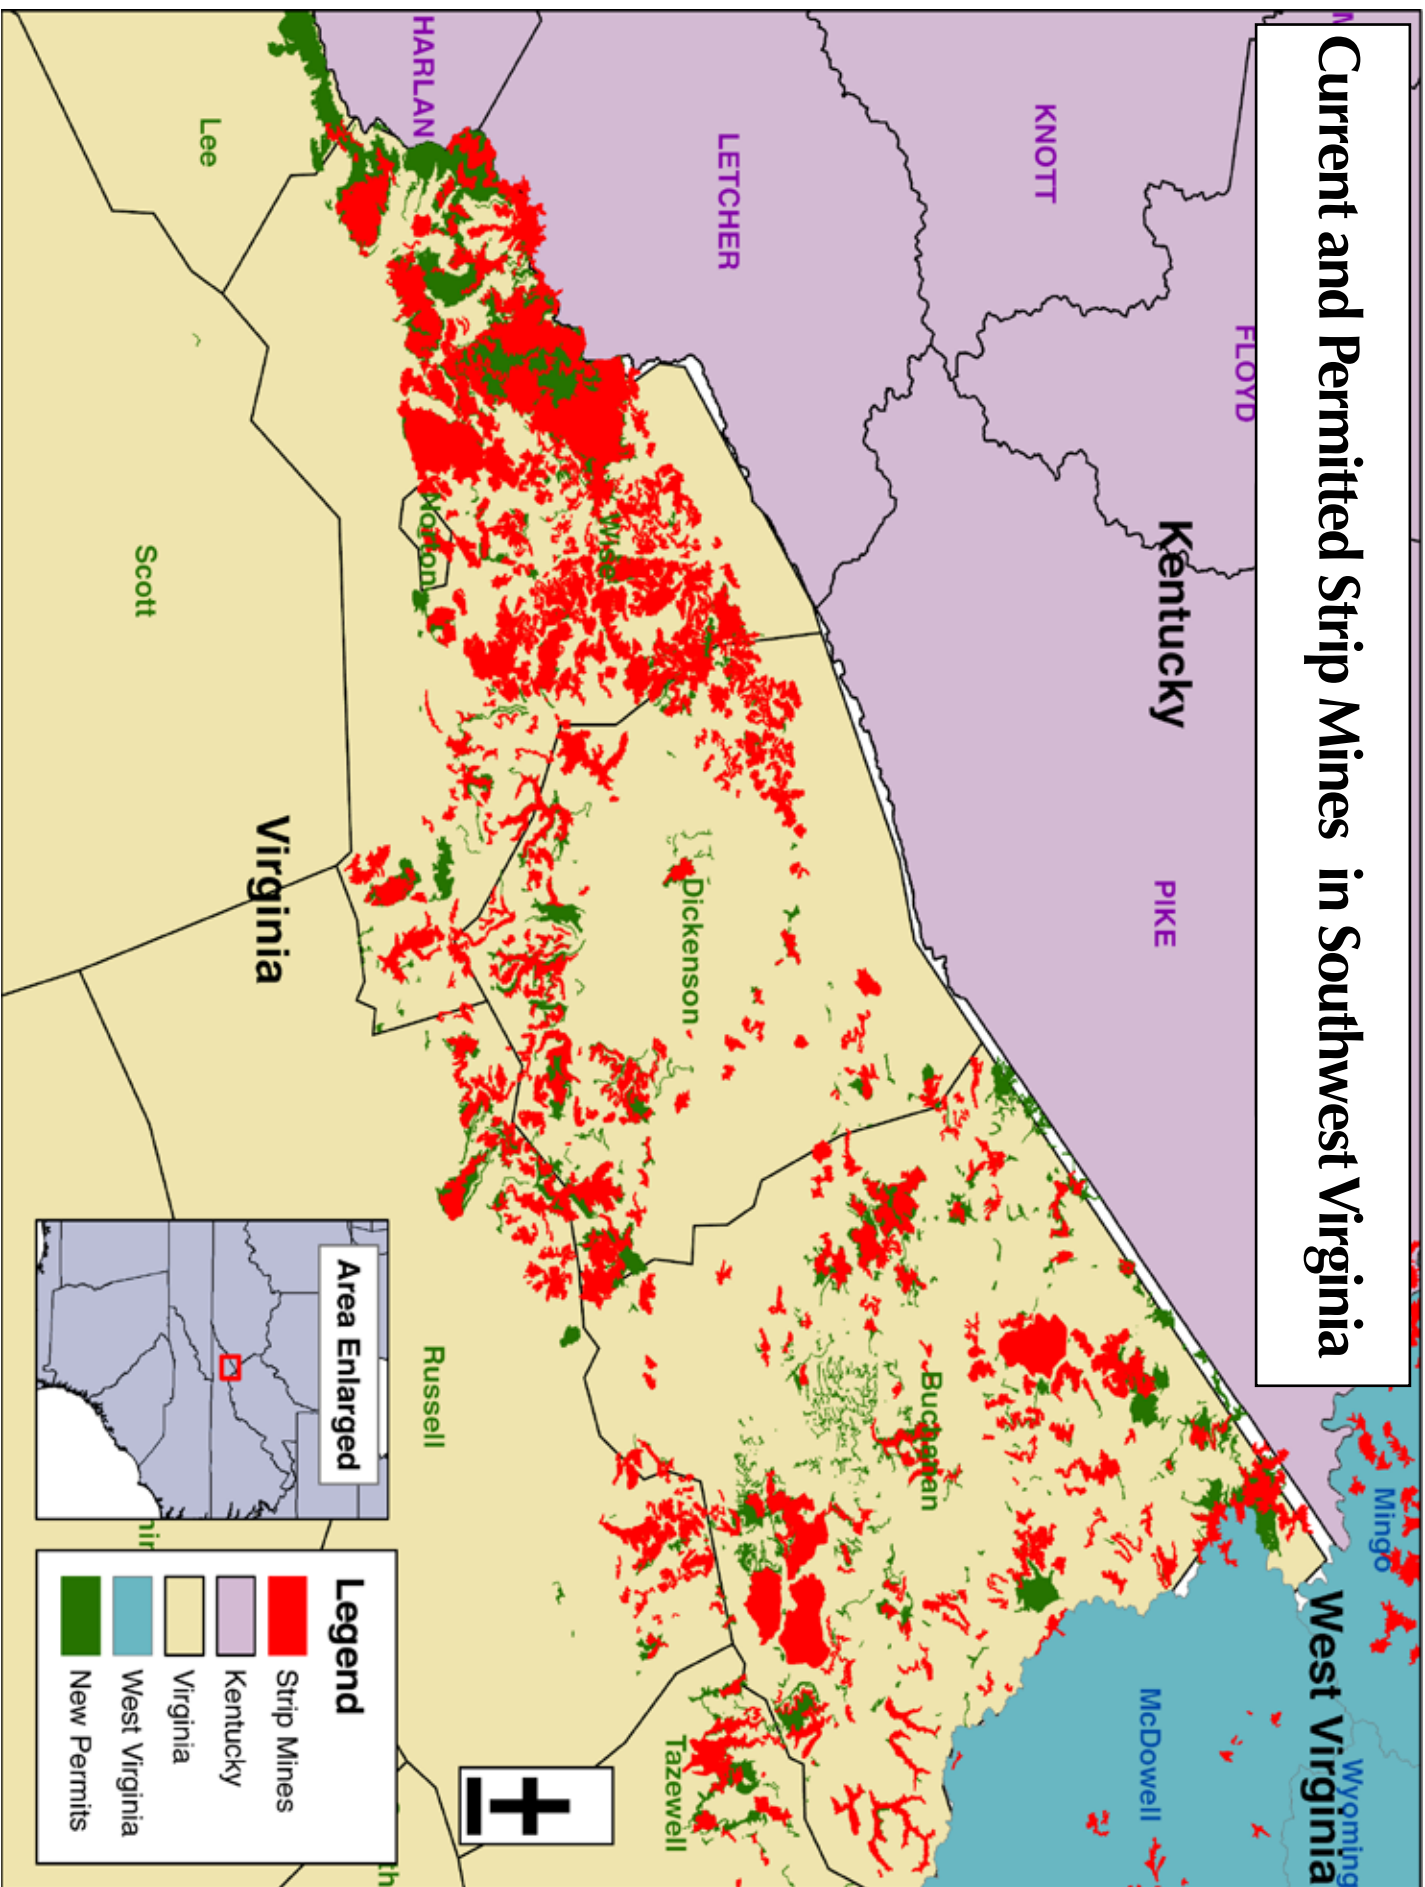 Current and Permitted Strip Mines in Southwest Virginia
HARLAN
LETCHER
KNOTT
FLOYD
Kentucky
PIKE
Mingo
West Virginia
Wyoming
McDowell
Lee
Scott
Norton
Wise
Dickenson
Buchanan
Virginia
Russell
Tazewell
Area Enlarged
Legend
Strip Mines
Kentucky
Virginia
West Virginia
New Permits